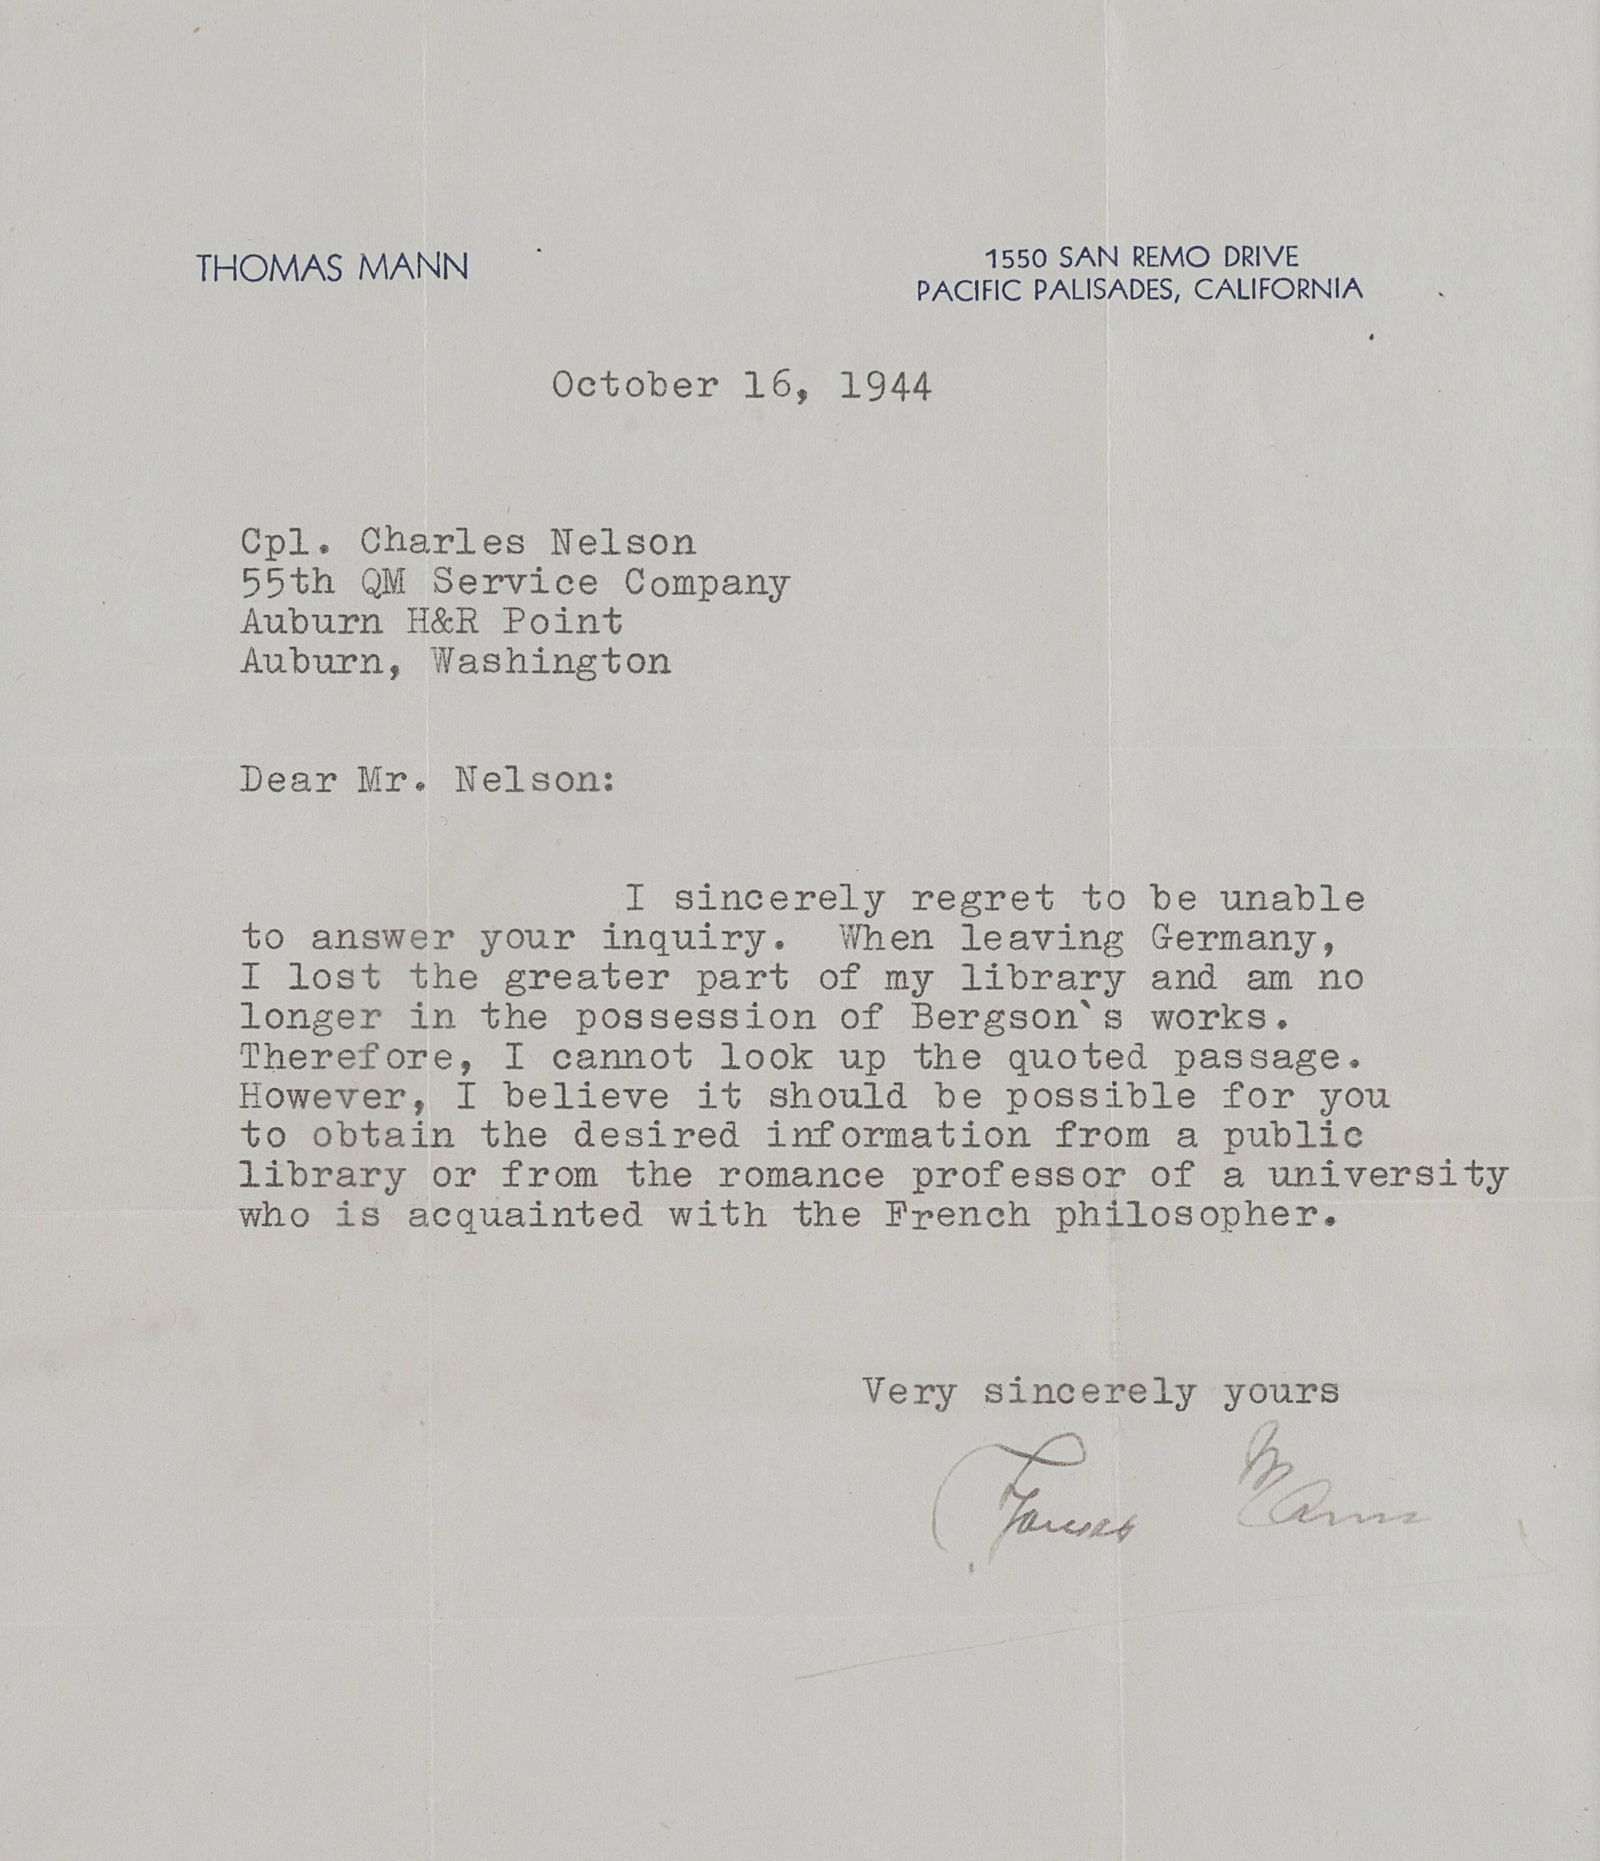 THOMAS MANN
1550 SAN REMO DRIVE
PACIFIC PALISADES, CALIFORNIA
October 16, 1944
Cpl. Charles Nelson
55th QM Service Company
Auburn H&R Point
Auburn, Washington
Dear Mr. Nelson:
I sincerely regret to be unable
to answer your inquiry. When leaving Germany,
I lost the greater part of my library and am no
longer in the possession of Bergson`s works.
Therefore, I cannot look up the quoted passage.
However, I believe it should be possible for you
to obtain the desired information from a public
library or from the romance professor of a university
who is acquainted with the French philosopher.
Very sincerely yours
Thomas Mann